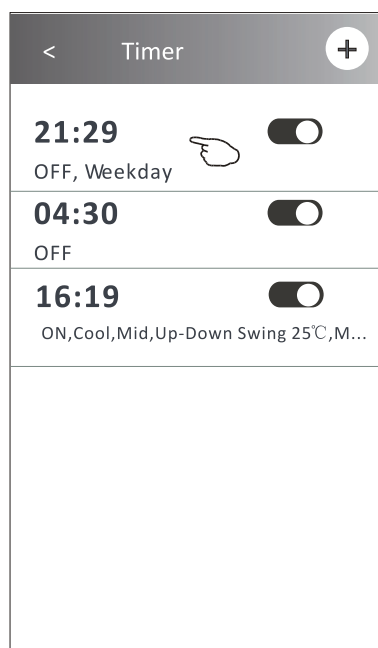 < Timer +
21:29
OFF, Weekday
04:30
OFF
16:19
ON,Cool,Mid,Up-Down Swing 25℃,M...